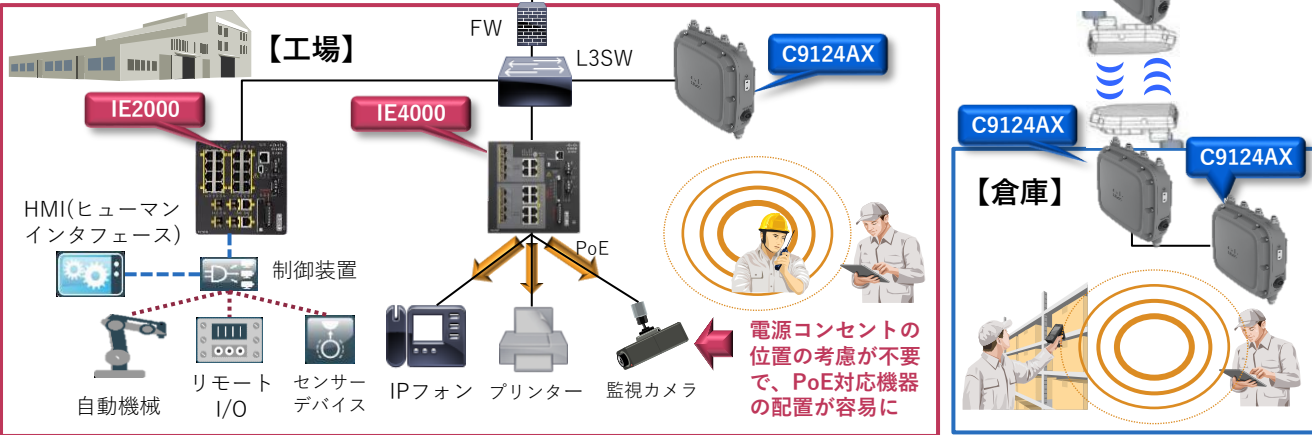 FW
【工場】
L3SW
C9124AX
IE2000
IE4000
HMI(ヒューマン
インタフェース)
制御装置
PoE
自動機械
リモート
I/O
センサー
デバイス
IPフォン
プリンター
監視カメラ
電源コンセントの
位置の考慮が不要
で、PoE対応機器
の配置が容易に
C9124AX
C9124AX
【倉庫】